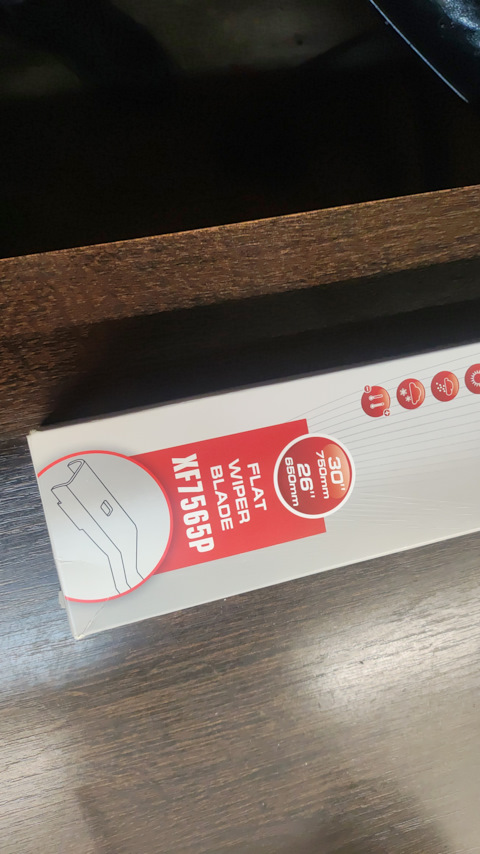 30"
750mm
26"
650mm
FLAT
WIPER
BLADE
XF7565P